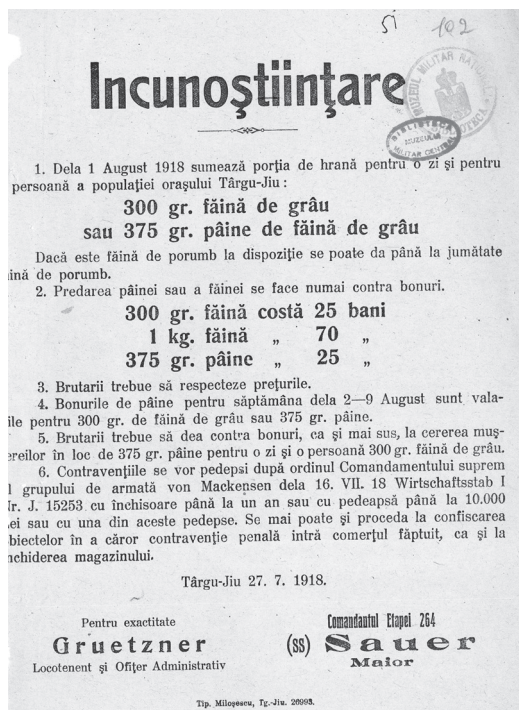 51 102
MUZEUL MILITAR NAȚIONAL
BIBLIOTECA
MUZEULUI
MILITAR CENTRAL
Incunoştiinţare
1. Dela 1 August 1918 sumează porţia de hrană pentru o zi şi pentru
persoană a populaţiei oraşului Târgu-Jiu :
300 gr. făină de grâu
sau 375 gr. pâine de făină de grâu
Dacă este făină de porumb la dispoziţie se poate da până la jumătate
ină de porumb.
2. Predarea pâinei sau a făinei se face numai contra bonuri.
300 gr. făină costă 25 bani
1 kg. făină „ 70 „
375 gr. pâine „ 25 „
3. Brutarii trebue să respecteze preţurile.
4. Bonurile de pâine pentru săptămâna dela 2—9 August sunt vala-
ile pentru 300 gr. de făină de grâu sau 375 gr. pâine.
5. Brutarii trebue să dea contra bonuri, ca şi mai sus, la cererea muş-
ereilor în loc de 375 gr. pâine pentru o zi şi o persoană 300 gr. făină de grâu.
6. Contravenţiile se vor pedepsi după ordinul Comandamentului suprem
l grupului de armată von Mackensen dela 16. VII. 18 Wirtschaftsstab I
Nr. J. 15253 cu închisoare până la un an sau cu pedeapsă până la 10.000
Lei sau cu una din aceste pedepse. Se mai poate şi proceda la confiscarea
obiectelor în a căror contravenţie penală intră comerţul făptuit, ca şi la
nchiderea magazinului.
Târgu-Jiu 27. 7. 1918.
Pentru exactitate
Gruetzner
Locotenent şi Ofiţer Administrativ
Comandantul Etapei 264
(ss) Sauer
Maior
Tip. Miloşescu, Tg.-Jiu. 26993.